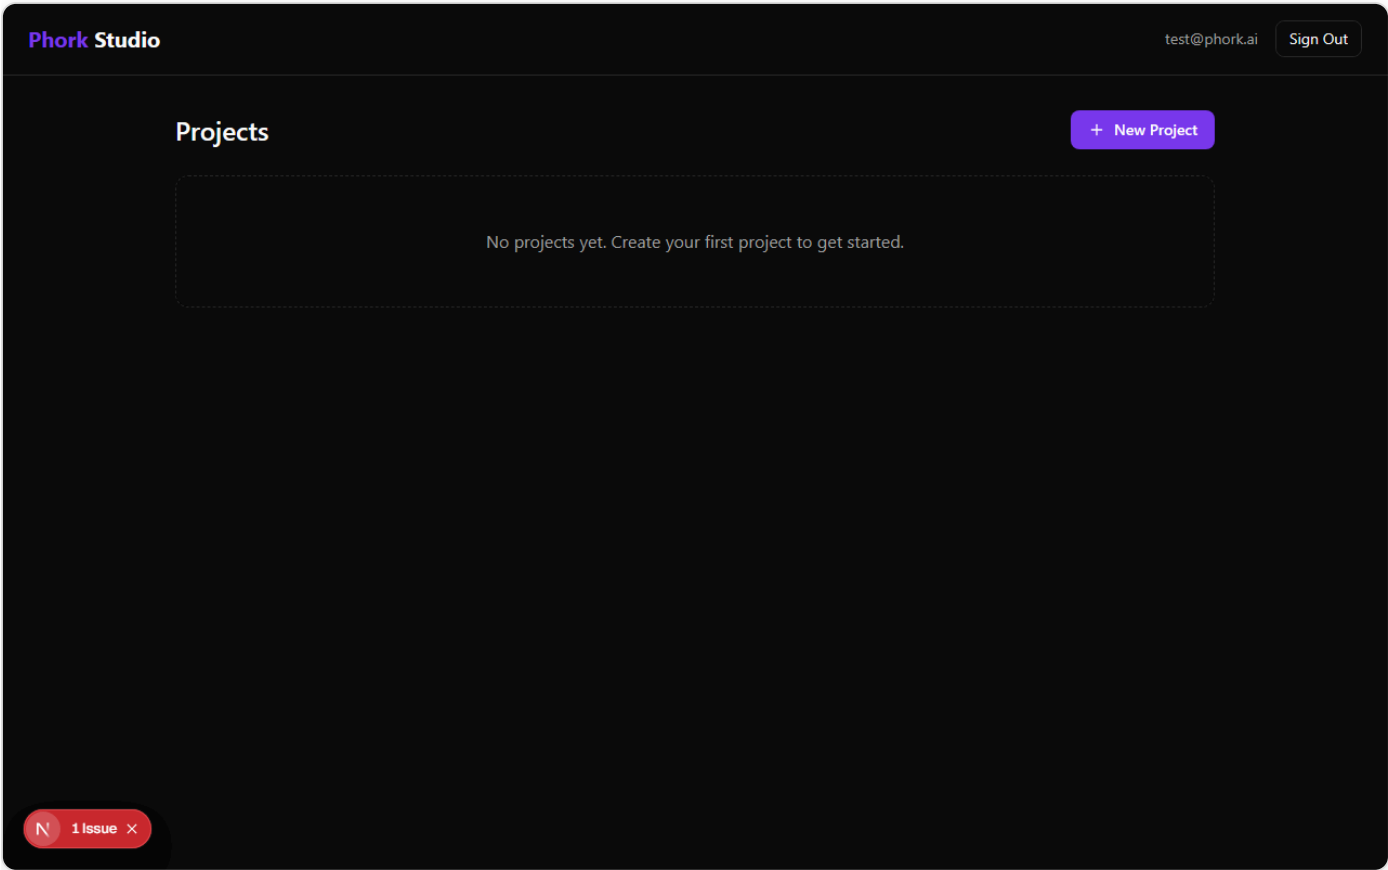 Phork Studio
test@phork.ai
Sign Out
Projects
+ New Project
No projects yet. Create your first project to get started.
N
1 Issue